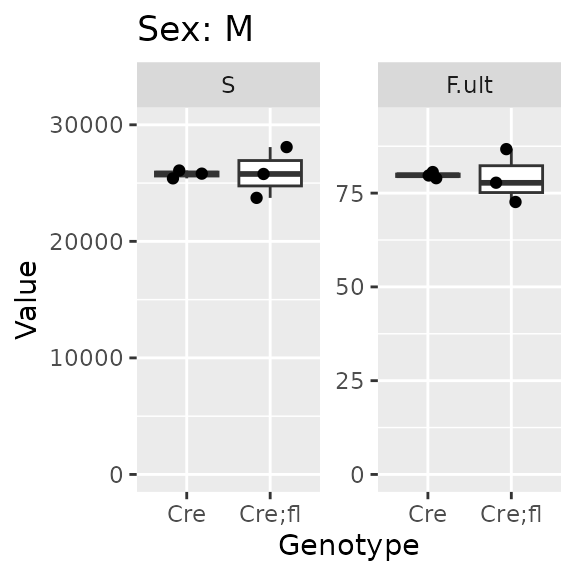 Sex: M
S
F.ult
Value
30000
20000
10000
0
75
50
25
0
Cre
Cre;fl
Cre
Cre;fl
Genotype